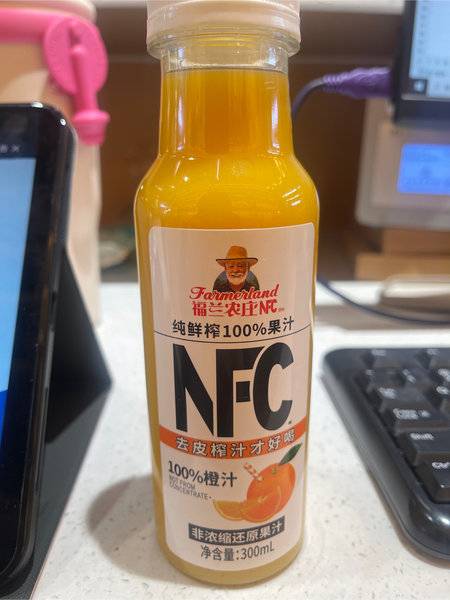 Farmerland
福兰农庄NFC
纯鲜榨100%果汁
NFC
去皮榨汁才好喝
100%橙汁
NOT FROM
CONCENTRATE
非浓缩还原果汁
净含量:300mL